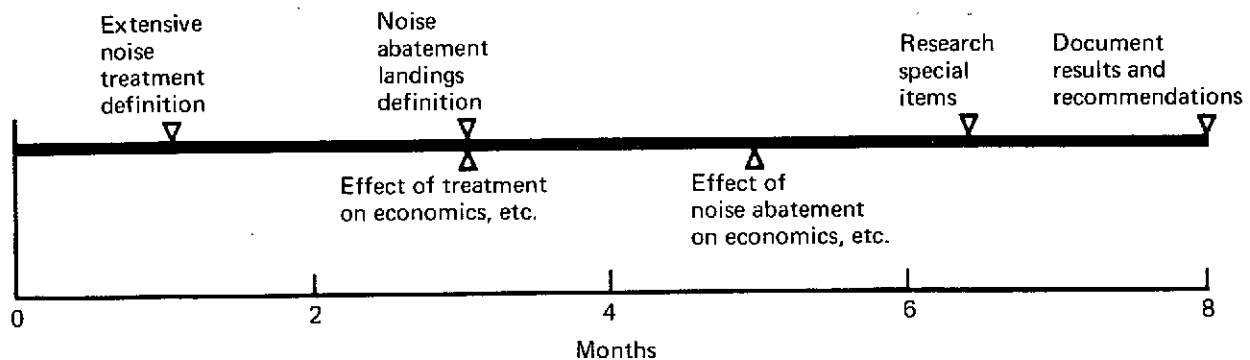 Extensive
noise
treatment
definition
Noise
abatement
landings
definition
Research
special
items
Document
results and
recommendations
Effect of treatment
on economics, etc.
Effect of
noise abatement
on economics, etc.
0 2 4 6 8
Months